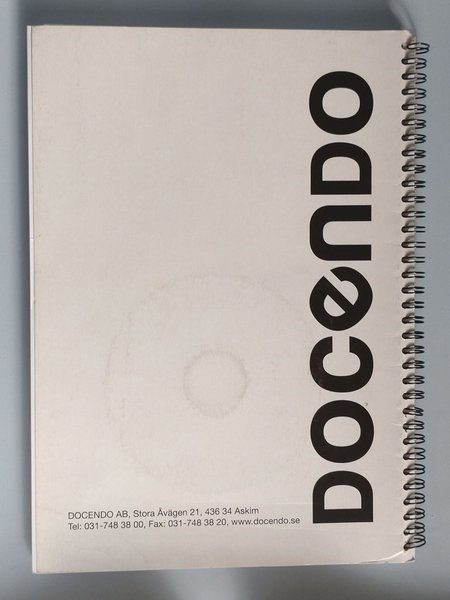 DOCENDO
DOCENDO AB, Stora Åvägen 21, 436 34 Askim
Tel: 031-748 38 00, Fax: 031-748 38 20, www.docendo.se